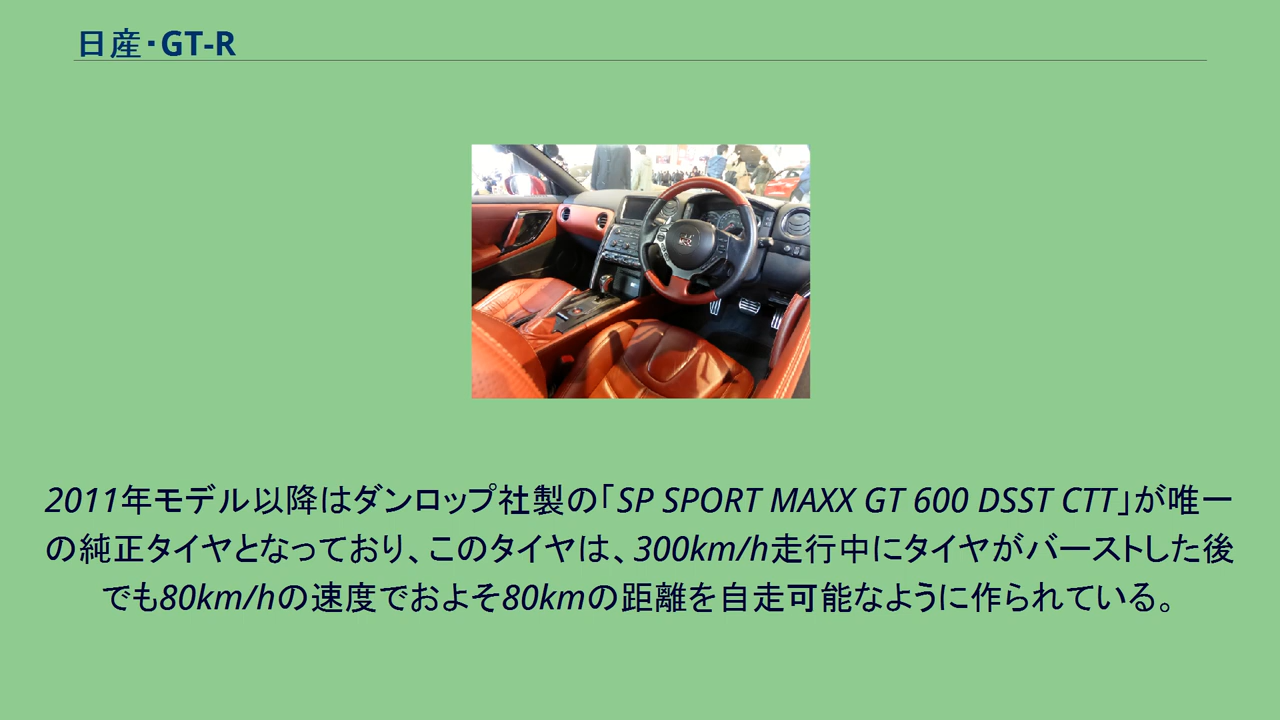 日産・GT-R
2011年モデル以降はダンロップ社製の「SP SPORT MAXX GT 600 DSST CTT」が唯一
の純正タイヤとなっており、このタイヤは、300km/h走行中にタイヤがバーストした後
でも80km/hの速度でおよそ80kmの距離を自走可能なように作られている。